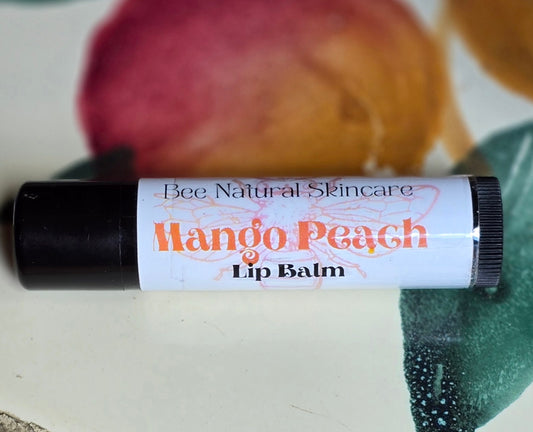 Bee Natural Skincare
Mango Peach
Lip Balm